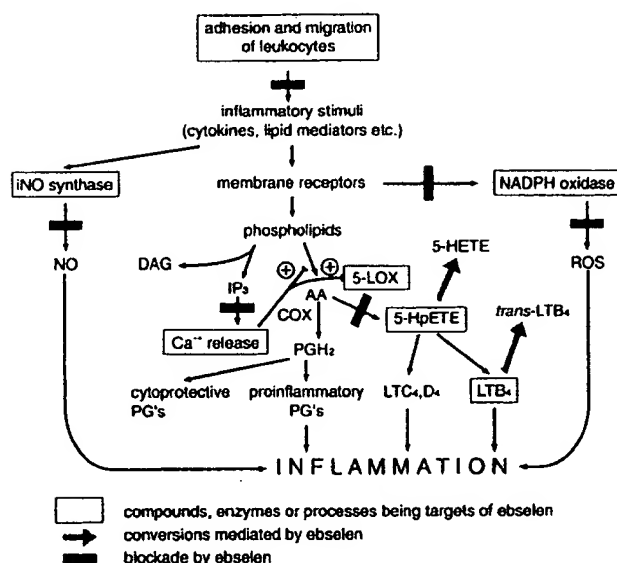 adhesion and migration
of leukocytes
inflammatory stimuli
(cytokines, lipid mediators etc.)
iNO synthase
membrane receptors
NADPH oxidase
phospholipids
5-HETE
NO
DAG
ROS
IP₃
AA
5-LOX
COX
Ca⁺⁺ release
5-HpETE
trans-LTB₄
PGH₂
cytoprotective
PG's
proinflammatory
PG's
LTC₄,D₄
LTB₄
INFLAMMATION
compounds, enzymes or processes being targets of ebselen
conversions mediated by ebselen
blockade by ebselen